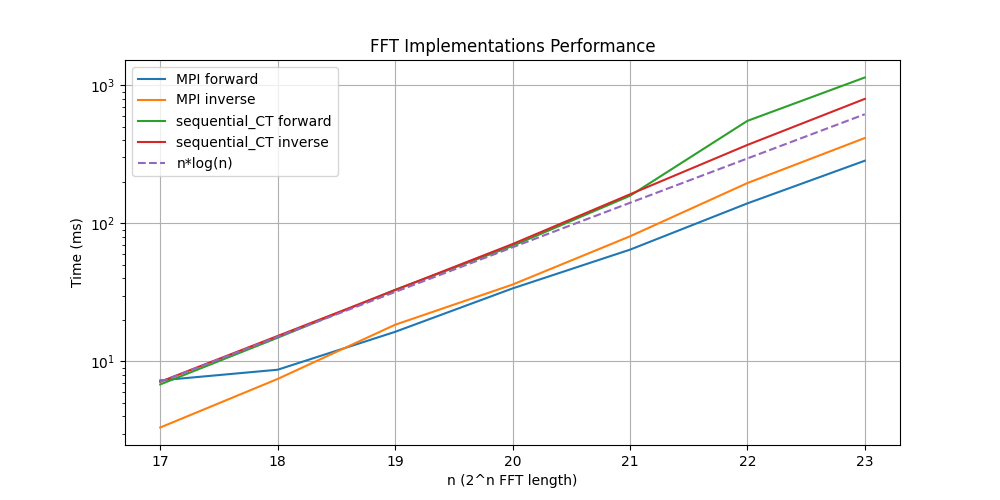 FFT Implementations Performance
MPI forward
MPI inverse
sequential_CT forward
sequential_CT inverse
n*log(n)
10³
10²
10¹
Time (ms)
17 18 19 20 21 22 23
n (2^n FFT length)